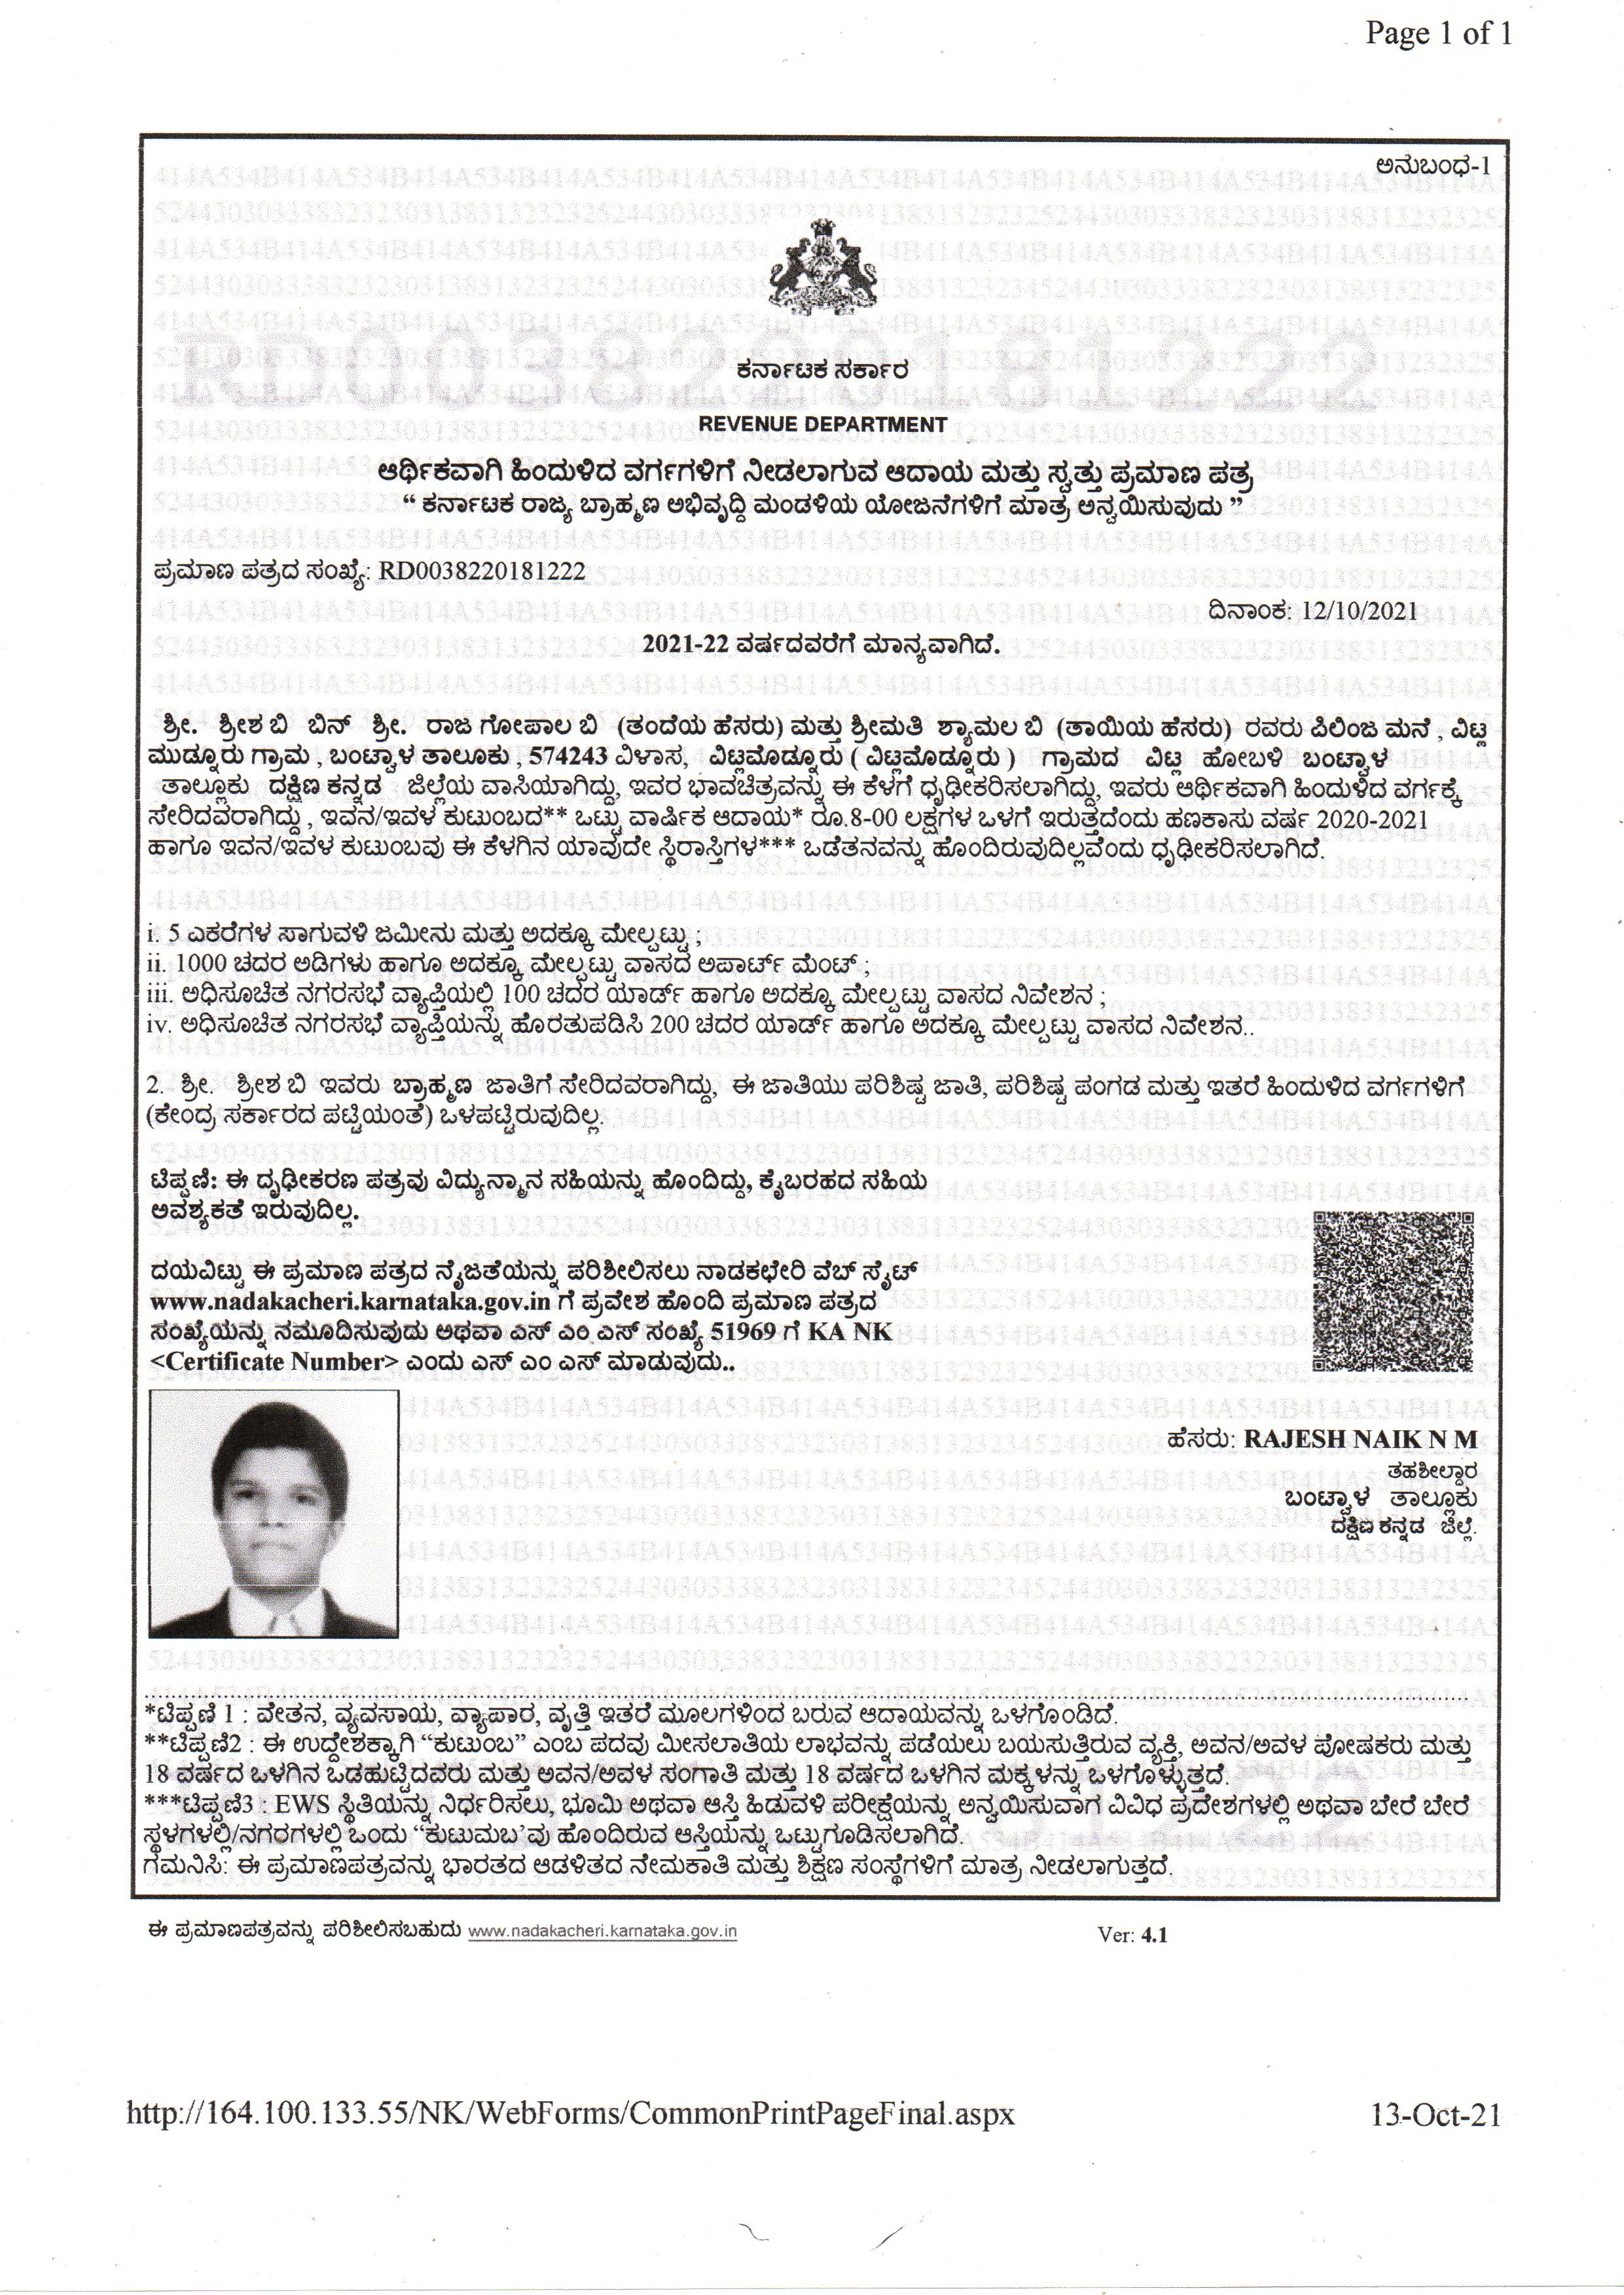 Page 1 of 1
ಅನುಬಂಧ-1
ಕರ್ನಾಟಕ ಸರ್ಕಾರ
REVENUE DEPARTMENT
ಆರ್ಥಿಕವಾಗಿ ಹಿಂದುಳಿದ ವರ್ಗಗಳಿಗೆ ನೀಡಲಾಗುವ ಆದಾಯ ಮತ್ತು ಸ್ವತ್ತು ಪ್ರಮಾಣ ಪತ್ರ
“ ಕರ್ನಾಟಕ ರಾಜ್ಯ ಬ್ರಾಹ್ಮಣ ಅಭಿವೃದ್ದಿ ಮಂಡಳಿಯ ಯೋಜನೆಗಳಿಗೆ ಮಾತ್ರ ಅನ್ವಯಿಸುವುದು ”
ಪ್ರಮಾಣ ಪತ್ರದ ಸಂಖ್ಯೆ: RD0038220181222
ದಿನಾಂಕ: 12/10/2021
2021-22 ವರ್ಷದವರೆಗೆ ಮಾನ್ಯವಾಗಿದೆ.
ಶ್ರೀ. ಶ್ರೀಶ ಬಿ ಬಿನ್ ಶ್ರೀ. ರಾಜ ಗೋಪಾಲ ಬಿ (ತಂದೆಯ ಹೆಸರು) ಮತ್ತು ಶ್ರೀಮತಿ ಶ್ಯಾಮಲ ಬಿ (ತಾಯಿಯ ಹೆಸರು) ರವರು ಪಿಲಿಂಜ ಮನೆ , ವಿಟ್ಲ
ಮುಡ್ನೂರು ಗ್ರಾಮ , ಬಂಟ್ವಾಳ ತಾಲೂಕು , 574243 ವಿಳಾಸ, ವಿಟ್ಲಮೊಡ್ನೂರು ( ವಿಟ್ಲಮೊಡ್ನೂರು ) ಗ್ರಾಮದ ವಿಟ್ಲ ಹೋಬಳಿ ಬಂಟ್ವಾಳ
ತಾಲ್ಲೂಕು ದಕ್ಷಿಣ ಕನ್ನಡ ಜಿಲ್ಲೆಯ ವಾಸಿಯಾಗಿದ್ದು, ಇವರ ಭಾವಚಿತ್ರವನ್ನು ಈ ಕೆಳಗೆ ಧೃಢೀಕರಿಸಲಾಗಿದ್ದು, ಇವರು ಆರ್ಥಿಕವಾಗಿ ಹಿಂದುಳಿದ ವರ್ಗಕ್ಕೆ
ಸೇರಿದವರಾಗಿದ್ದು , ಇವನ/ಇವಳ ಕುಟುಂಬದ** ಒಟ್ಟು ವಾರ್ಷಿಕ ಆದಾಯ* ರೂ.8-00 ಲಕ್ಷಗಳ ಒಳಗೆ ಇರುತ್ತದೆಂದು ಹಣಕಾಸು ವರ್ಷ 2020-2021
ಹಾಗೂ ಇವನ/ಇವಳ ಕುಟುಂಬವು ಈ ಕೆಳಗಿನ ಯಾವುದೇ ಸ್ಥಿರಾಸ್ತಿಗಳ*** ಒಡೆತನವನ್ನು ಹೊಂದಿರುವುದಿಲ್ಲವೆಂದು ಧೃಢೀಕರಿಸಲಾಗಿದೆ.
i. 5 ಎಕರೆಗಳ ಸಾಗುವಳಿ ಜಮೀನು ಮತ್ತು ಅದಕ್ಕೂ ಮೇಲ್ಪಟ್ಟು ;
ii. 1000 ಚದರ ಅಡಿಗಳು ಹಾಗೂ ಅದಕ್ಕೂ ಮೇಲ್ಪಟ್ಟು ವಾಸದ ಅಪಾರ್ಟ್ ಮೆಂಟ್ ;
iii. ಅಧಿಸೂಚಿತ ನಗರಸಭೆ ವ್ಯಾಪ್ತಿಯಲ್ಲಿ 100 ಚದರ ಯಾರ್ಡ್ ಹಾಗೂ ಅದಕ್ಕೂ ಮೇಲ್ಪಟ್ಟು ವಾಸದ ನಿವೇಶನ ;
iv. ಅಧಿಸೂಚಿತ ನಗರಸಭೆ ವ್ಯಾಪ್ತಿಯನ್ನು ಹೊರತುಪಡಿಸಿ 200 ಚದರ ಯಾರ್ಡ್ ಹಾಗೂ ಅದಕ್ಕೂ ಮೇಲ್ಪಟ್ಟು ವಾಸದ ನಿವೇಶನ..
2. ಶ್ರೀ. ಶ್ರೀಶ ಬಿ ಇವರು ಬ್ರಾಹ್ಮಣ ಜಾತಿಗೆ ಸೇರಿದವರಾಗಿದ್ದು, ಈ ಜಾತಿಯು ಪರಿಶಿಷ್ಟ ಜಾತಿ, ಪರಿಶಿಷ್ಟ ಪಂಗಡ ಮತ್ತು ಇತರೆ ಹಿಂದುಳಿದ ವರ್ಗಗಳಿಗೆ
(ಕೇಂದ್ರ ಸರ್ಕಾರದ ಪಟ್ಟಿಯಂತೆ) ಒಳಪಟ್ಟಿರುವುದಿಲ್ಲ.
ಟಿಪ್ಪಣಿ: ಈ ದೃಢೀಕರಣ ಪತ್ರವು ವಿದ್ಯುನ್ಮಾನ ಸಹಿಯನ್ನು ಹೊಂದಿದ್ದು, ಕೈಬರಹದ ಸಹಿಯ
ಅವಶ್ಯಕತೆ ಇರುವುದಿಲ್ಲ.
ದಯವಿಟ್ಟು ಈ ಪ್ರಮಾಣ ಪತ್ರದ ನೈಜತೆಯನ್ನು ಪರಿಶೀಲಿಸಲು ನಾಡಕಛೇರಿ ವೆಬ್ ಸೈಟ್
www.nadakacheri.karnataka.gov.in ಗೆ ಪ್ರವೇಶ ಹೊಂದಿ ಪ್ರಮಾಣ ಪತ್ರದ
ಸಂಖ್ಯೆಯನ್ನು ನಮೂದಿಸುವುದು ಅಥವಾ ಎಸ್ ಎಂ ಎಸ್ ಸಂಖ್ಯೆ 51969 ಗೆ KA NK
<Certificate Number> ಎಂದು ಎಸ್ ಎಂ ಎಸ್ ಮಾಡುವುದು..
ಹೆಸರು: RAJESH NAIK N M
ತಹಶೀಲ್ದಾರ
ಬಂಟ್ವಾಳ ತಾಲ್ಲೂಕು
ದಕ್ಷಿಣ ಕನ್ನಡ ಜಿಲ್ಲೆ.
*ಟಿಪ್ಪಣಿ 1 : ವೇತನ, ವ್ಯವಸಾಯ, ವ್ಯಾಪಾರ, ವೃತ್ತಿ ಇತರೆ ಮೂಲಗಳಿಂದ ಬರುವ ಆದಾಯವನ್ನು ಒಳಗೊಂಡಿದೆ.
**ಟಿಪ್ಪಣಿ2 : ಈ ಉದ್ದೇಶಕ್ಕಾಗಿ “ಕುಟುಂಬ” ಎಂಬ ಪದವು ಮೀಸಲಾತಿಯ ಲಾಭವನ್ನು ಪಡೆಯಲು ಬಯಸುತ್ತಿರುವ ವ್ಯಕ್ತಿ, ಅವನ/ಅವಳ ಪೋಷಕರು ಮತ್ತು
18 ವರ್ಷದ ಒಳಗಿನ ಒಡಹುಟ್ಟಿದವರು ಮತ್ತು ಅವನ/ಅವಳ ಸಂಗಾತಿ ಮತ್ತು 18 ವರ್ಷದ ಒಳಗಿನ ಮಕ್ಕಳನ್ನು ಒಳಗೊಳ್ಳುತ್ತದೆ.
***ಟಿಪ್ಪಣಿ3 : EWS ಸ್ಥಿತಿಯನ್ನು ನಿರ್ಧರಿಸಲು, ಭೂಮಿ ಅಥವಾ ಆಸ್ತಿ ಹಿಡುವಳಿ ಪರೀಕ್ಷೆಯನ್ನು ಅನ್ವಯಿಸುವಾಗ ವಿವಿಧ ಪ್ರದೇಶಗಳಲ್ಲಿ ಅಥವಾ ಬೇರೆ ಬೇರೆ
ಸ್ಥಳಗಳಲ್ಲಿ/ನಗರಗಳಲ್ಲಿ ಒಂದು “ಕುಟುಮಬ'ವು ಹೊಂದಿರುವ ಆಸ್ತಿಯನ್ನು ಒಟ್ಟುಗೂಡಿಸಲಾಗಿದೆ.
ಗಮನಿಸಿ: ಈ ಪ್ರಮಾಣಪತ್ರವನ್ನು ಭಾರತದ ಆಡಳಿತದ ನೇಮಕಾತಿ ಮತ್ತು ಶಿಕ್ಷಣ ಸಂಸ್ಥೆಗಳಿಗೆ ಮಾತ್ರ ನೀಡಲಾಗುತ್ತದೆ.
ಈ ಪ್ರಮಾಣಪತ್ರವನ್ನು ಪರಿಶೀಲಿಸಬಹುದು www.nadakacheri.karnataka.gov.in Ver: 4.1
http://164.100.133.55/NK/WebForms/CommonPrintPageFinal.aspx 13-Oct-21